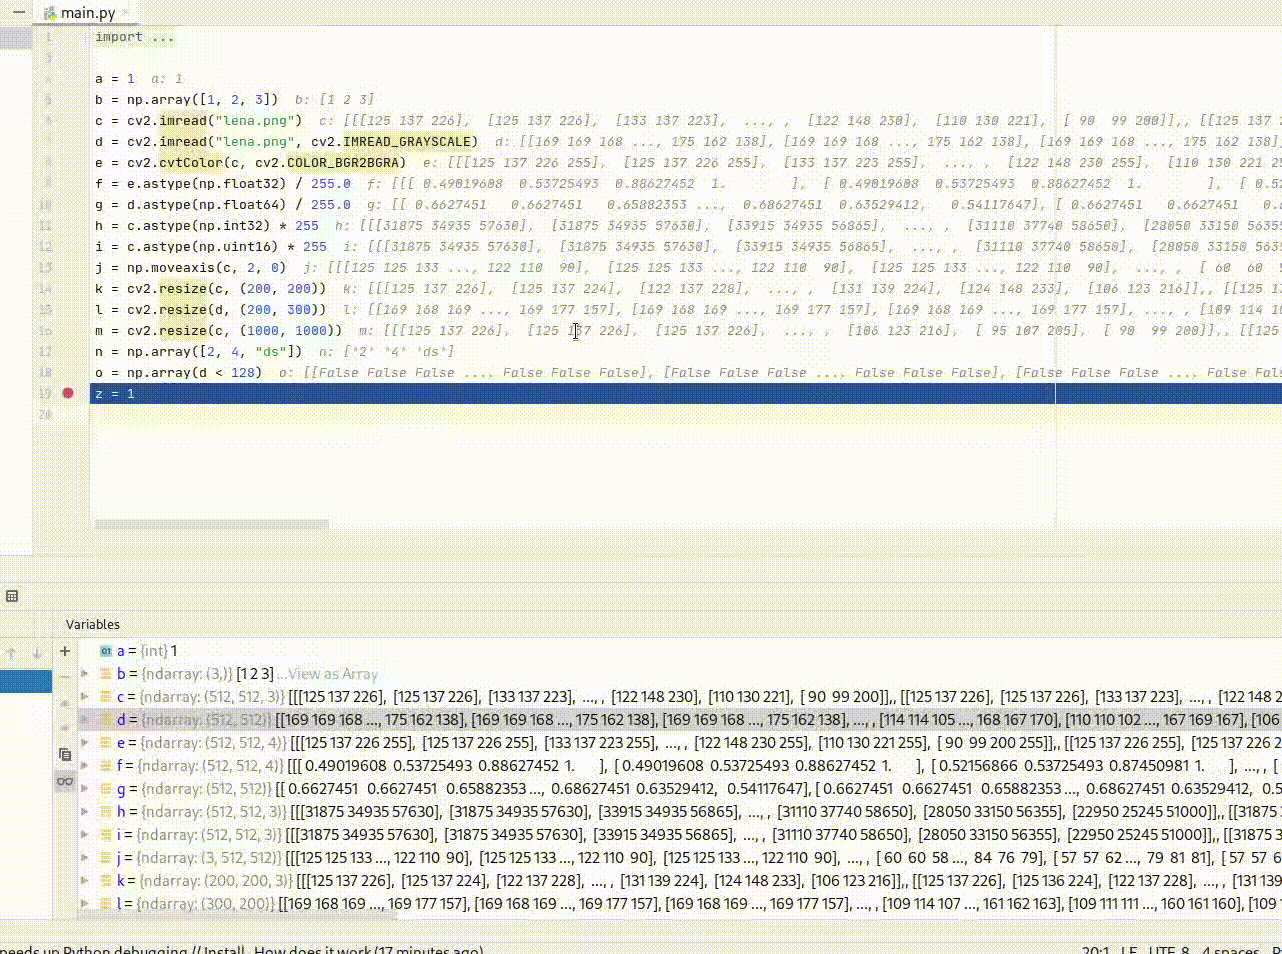 main.py
1 import ...
3
4 a = 1 a: 1
5 b = np.array([1, 2, 3]) b: [1 2 3]
6 c = cv2.imread("lena.png") c: [[[125 137 226], [125 137 226], [133 137 223], ..., , [122 148 230], [110 130 221], [ 90 99 200]],, [[125 137 2
7 d = cv2.imread("lena.png", cv2.IMREAD_GRAYSCALE) d: [[169 169 168 ..., 175 162 138], [169 169 168 ..., 175 162 138], [169 169 168 ..., 175 162 138]
8 e = cv2.cvtColor(c, cv2.COLOR_BGR2BGRA) e: [[[125 137 226 255], [125 137 226 255], [133 137 223 255], ..., , [122 148 230 255], [110 130 221 25
9 f = e.astype(np.float32) / 255.0 f: [[[ 0.49019608 0.53725493 0.88627452 1. ], [ 0.49019608 0.53725493 0.88627452 1. ], [ 0.52
10 g = d.astype(np.float64) / 255.0 g: [[ 0.6627451 0.6627451 0.65882353 ..., 0.68627451 0.63529412, 0.54117647], [ 0.6627451 0.6627451 0.6
11 h = c.astype(np.int32) * 255 h: [[[31875 34935 57630], [31875 34935 57630], [33915 34935 56865], ..., , [31110 37740 58650], [28050 33150 56355
12 i = c.astype(np.uint16) * 255 i: [[[31875 34935 57630], [31875 34935 57630], [33915 34935 56865], ..., , [31110 37740 58650], [28050 33150 5635
13 j = np.moveaxis(c, 2, 0) j: [[[125 125 133 ..., 122 110 90], [125 125 133 ..., 122 110 90], [125 125 133 ..., 122 110 90], ..., , [ 60 60 5
14 k = cv2.resize(c, (200, 200)) k: [[[125 137 226], [125 137 224], [122 137 228], ..., , [131 139 224], [124 148 233], [106 123 216]],, [[125 13
15 l = cv2.resize(d, (200, 300)) l: [[169 168 169 ..., 169 177 157], [169 168 169 ..., 169 177 157], [169 168 169 ..., 169 177 157], ..., , [109 114 10
16 m = cv2.resize(c, (1000, 1000)) m: [[[125 137 226], [125 137 226], [125 137 226], ..., , [106 123 216], [ 95 107 205], [ 90 99 200]],, [[125
17 n = np.array([2, 4, "ds"]) n: ['2' '4' 'ds']
18 o = np.array(d < 128) o: [[False False False ..., False False False], [False False False ..., False False False], [False False False ..., False Fals
19 z = 1
20
Variables
a = {int} 1
b = {ndarray: (3,)} [1 2 3] ...View as Array
c = {ndarray: (512, 512, 3)} [[[125 137 226], [125 137 226], [133 137 223], ..., , [122 148 230], [110 130 221], [ 90 99 200]],, [[125 137 226], [125 137 226], [133 137 223], ..., , [122 148 2
d = {ndarray: (512, 512)} [[169 169 168 ..., 175 162 138], [169 169 168 ..., 175 162 138], [169 169 168 ..., 175 162 138], ..., , [114 114 105 ..., 168 167 170], [110 110 102 ..., 167 169 167], [106
e = {ndarray: (512, 512, 4)} [[[125 137 226 255], [125 137 226 255], [133 137 223 255], ..., , [122 148 230 255], [110 130 221 255], [ 90 99 200 255]],, [[125 137 226 255], [125 137 226 2
f = {ndarray: (512, 512, 4)} [[[ 0.49019608 0.53725493 0.88627452 1. ], [ 0.49019608 0.53725493 0.88627452 1. ], [ 0.52156866 0.53725493 0.87450981 1. ], ..., , [
g = {ndarray: (512, 512)} [[ 0.6627451 0.6627451 0.65882353 ..., 0.68627451 0.63529412, 0.54117647], [ 0.6627451 0.6627451 0.65882353 ..., 0.68627451 0.63529412, 0.5
h = {ndarray: (512, 512, 3)} [[[31875 34935 57630], [31875 34935 57630], [33915 34935 56865], ..., , [31110 37740 58650], [28050 33150 56355], [22950 25245 51000]],, [[31875
i = {ndarray: (512, 512, 3)} [[[31875 34935 57630], [31875 34935 57630], [33915 34935 56865], ..., , [31110 37740 58650], [28050 33150 56355], [22950 25245 51000]],, [[31875 3
j = {ndarray: (3, 512, 512)} [[[125 125 133 ..., 122 110 90], [125 125 133 ..., 122 110 90], [125 125 133 ..., 122 110 90], ..., , [ 60 60 58 ..., 84 76 79], [ 57 57 62 ..., 79 81 81], [ 57 57 6
k = {ndarray: (200, 200, 3)} [[[125 137 226], [125 137 224], [122 137 228], ..., , [131 139 224], [124 148 233], [106 123 216]],, [[125 137 226], [125 136 224], [122 137 228], ..., , [131 139
l = {ndarray: (300, 200)} [[169 168 169 ..., 169 177 157], [169 168 169 ..., 169 177 157], [169 168 169 ..., 169 177 157], ..., , [109 114 107 ..., 161 162 163], [109 111 111 ..., 160 161 160], [109
needs up Python debugging // Install How does it work (17 minutes ago) 20:1 LF UTF-8 4 spaces